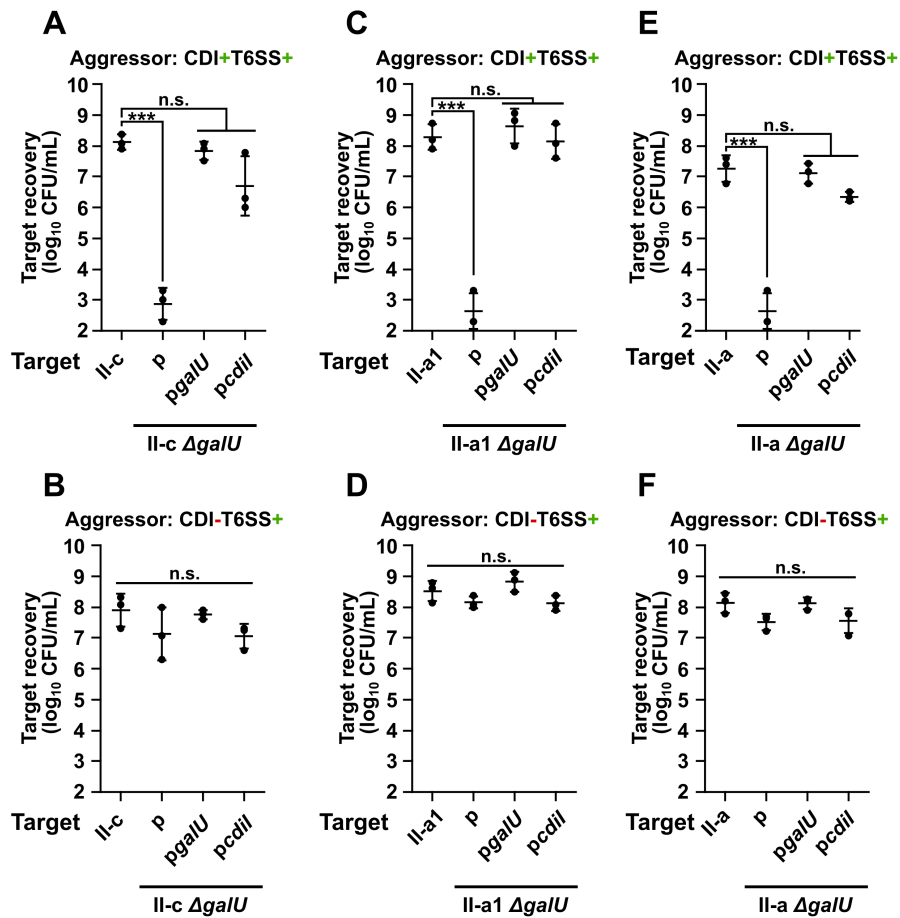 A
Aggressor: CDI+T6SS+
10
9
8
7
6
5
4
3
2
Target recovery
(log10 CFU/mL)
n.s.
***
Target
II-c
p
pgalU
pcdiI
II-c ΔgalU
C
Aggressor: CDI+T6SS+
10
9
8
7
6
5
4
3
2
Target recovery
(log10 CFU/mL)
n.s.
***
Target
II-a1
p
pgalU
pcdiI
II-a1 ΔgalU
E
Aggressor: CDI+T6SS+
10
9
8
7
6
5
4
3
2
Target recovery
(log10 CFU/mL)
n.s.
***
Target
II-a
p
pgalU
pcdiI
II-a ΔgalU
B
Aggressor: CDI-T6SS+
10
9
8
7
6
5
4
3
2
Target recovery
(log10 CFU/mL)
n.s.
Target
II-c
p
pgalU
pcdiI
II-c ΔgalU
D
Aggressor: CDI-T6SS+
10
9
8
7
6
5
4
3
2
Target recovery
(log10 CFU/mL)
n.s.
Target
II-a1
p
pgalU
pcdiI
II-a1 ΔgalU
F
Aggressor: CDI-T6SS+
10
9
8
7
6
5
4
3
2
Target recovery
(log10 CFU/mL)
n.s.
Target
II-a
p
pgalU
pcdiI
II-a ΔgalU